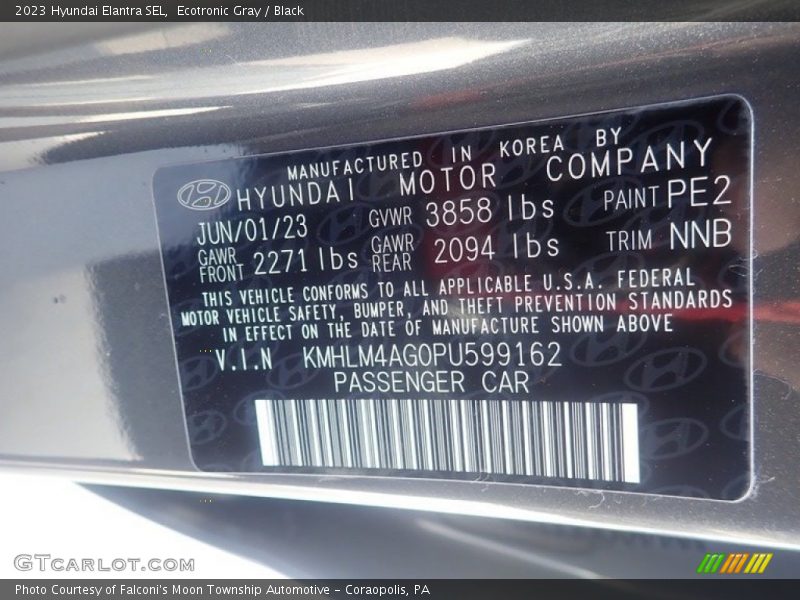 2023 Hyundai Elantra SEL,  Ecotronic Gray / Black
MANUFACTURED IN KOREA BY
HYUNDAI MOTOR COMPANY
JUN/01/23 GVWR 3858 lbs PAINT PE2
GAWR FRONT 2271 lbs GAWR REAR 2094 lbs TRIM NNB
THIS VEHICLE CONFORMS TO ALL APPLICABLE U.S.A. FEDERAL
MOTOR VEHICLE SAFETY, BUMPER, AND THEFT PREVENTION STANDARDS
IN EFFECT ON THE DATE OF MANUFACTURE SHOWN ABOVE
V.I.N KMHLM4AG0PU599162
PASSENGER CAR
GTCARLOT.COM
Photo Courtesy of Falconi's Moon Township Automotive – Coraopolis, PA